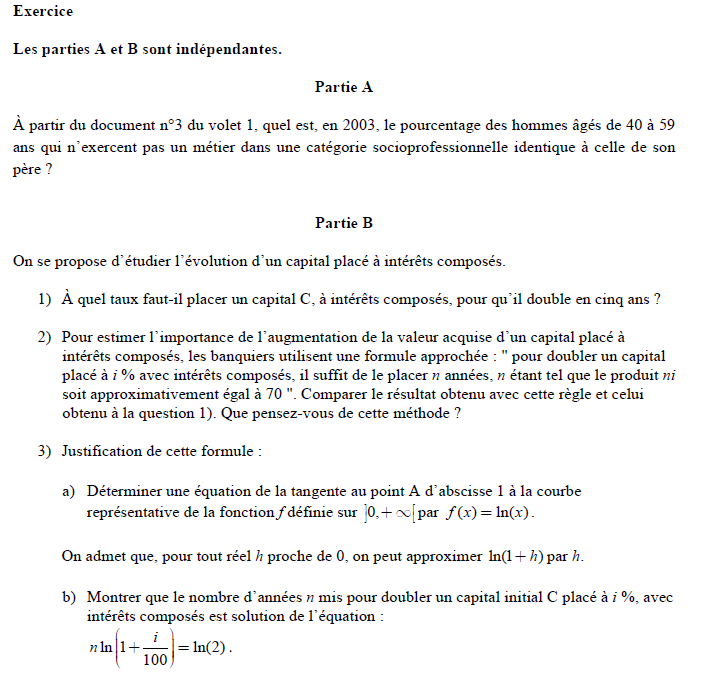 Exercice
Les parties A et B sont indépendantes.
Partie A
À partir du document n°3 du volet 1, quel est, en 2003, le pourcentage des hommes âgés de 40 à 59
ans qui n'exercent pas un métier dans une catégorie socioprofessionnelle identique à celle de son
père ?
Partie B
On se propose d'étudier l'évolution d'un capital placé à intérêts composés.
1) À quel taux faut-il placer un capital C, à intérêts composés, pour qu'il double en cinq ans ?
2) Pour estimer l'importance de l'augmentation de la valeur acquise d'un capital placé à
intérêts composés, les banquiers utilisent une formule approchée : " pour doubler un capital
placé à i % avec intérêts composés, il suffit de le placer n années, n étant tel que le produit ni
soit approximativement égal à 70 ". Comparer le résultat obtenu avec cette règle et celui
obtenu à la question 1). Que pensez-vous de cette méthode ?
3) Justification de cette formule :
a) Déterminer une équation de la tangente au point A d'abscisse 1 à la courbe
représentative de la fonction f définie sur ]0,+∞[ par f(x) = ln(x).
On admet que, pour tout réel h proche de 0, on peut approximer ln(1+h) par h.
b) Montrer que le nombre d'années n mis pour doubler un capital initial C placé à i %, avec
intérêts composés est solution de l'équation :
n ln(1+i/100) = ln(2).